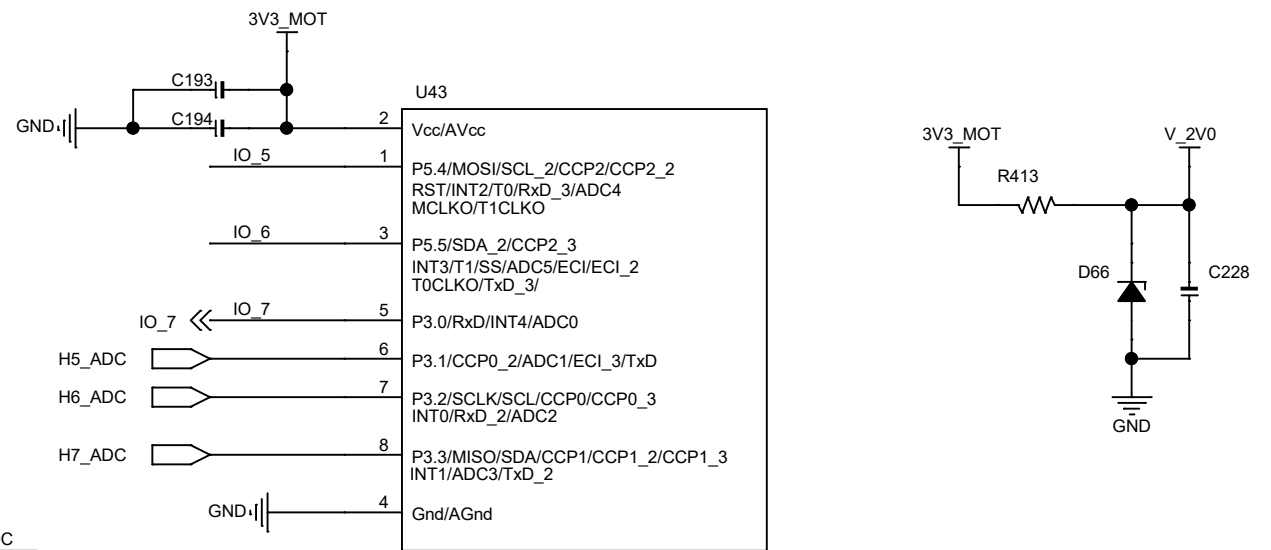 3V3_MOT
C193
U43
GND
C194
2
Vcc/AVcc
IO_5
1
P5.4/MOSI/SCL_2/CCP2/CCP2_2
RST/INT2/T0/RxD_3/ADC4
MCLKO/T1CLKO
IO_6
3
P5.5/SDA_2/CCP2_3
INT3/T1/SS/ADC5/ECI/ECI_2
T0CLKO/TxD_3/
IO_7
IO_7
5
P3.0/RxD/INT4/ADC0
H5_ADC
6
P3.1/CCP0_2/ADC1/ECI_3/TxD
H6_ADC
7
P3.2/SCLK/SCL/CCP0/CCP0_3
INT0/RxD_2/ADC2
H7_ADC
8
P3.3/MISO/SDA/CCP1/CCP1_2/CCP1_3
INT1/ADC3/TxD_2
GND
4
Gnd/AGnd
C
3V3_MOT
V_2V0
R413
D66
C228
GND